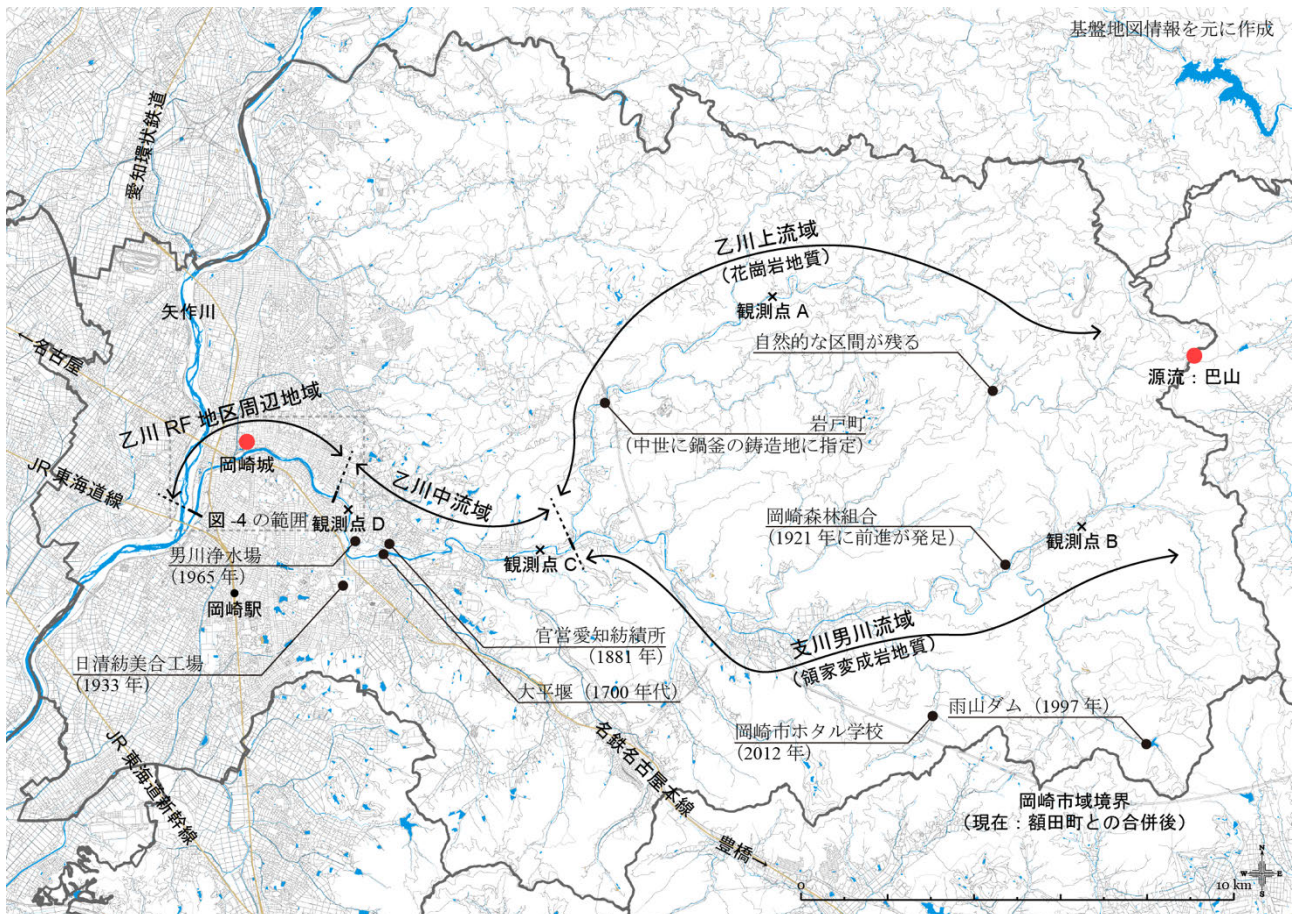 基盤地図情報を元に作成
愛知環状鉄道
乙川上流域
（花崗岩地質）
矢作川
観測点 A
←名古屋
自然的な区間が残る
源流：巴山
乙川 RF 地区周辺地域
岩戸町
（中世に鍋釜の鋳造地に指定）
岡崎城
JR 東海道線
乙川中流域
図 -4 の範囲
観測点 D
岡崎森林組合
（1921 年に前進が発足）
観測点 B
男川浄水場
（1965 年）
観測点 C
岡崎駅
官営愛知紡績所
（1881 年）
支川男川流域
（領家変成岩地質）
日清紡美合工場
（1933 年）
大平堰（1700 年代）
雨山ダム（1997 年）
岡崎市ホタル学校
（2012 年）
JR 東海道新幹線
名鉄名古屋本線
岡崎市域境界
（現在：額田町との合併後）
豊橋→
N
W E
S
0
10 km